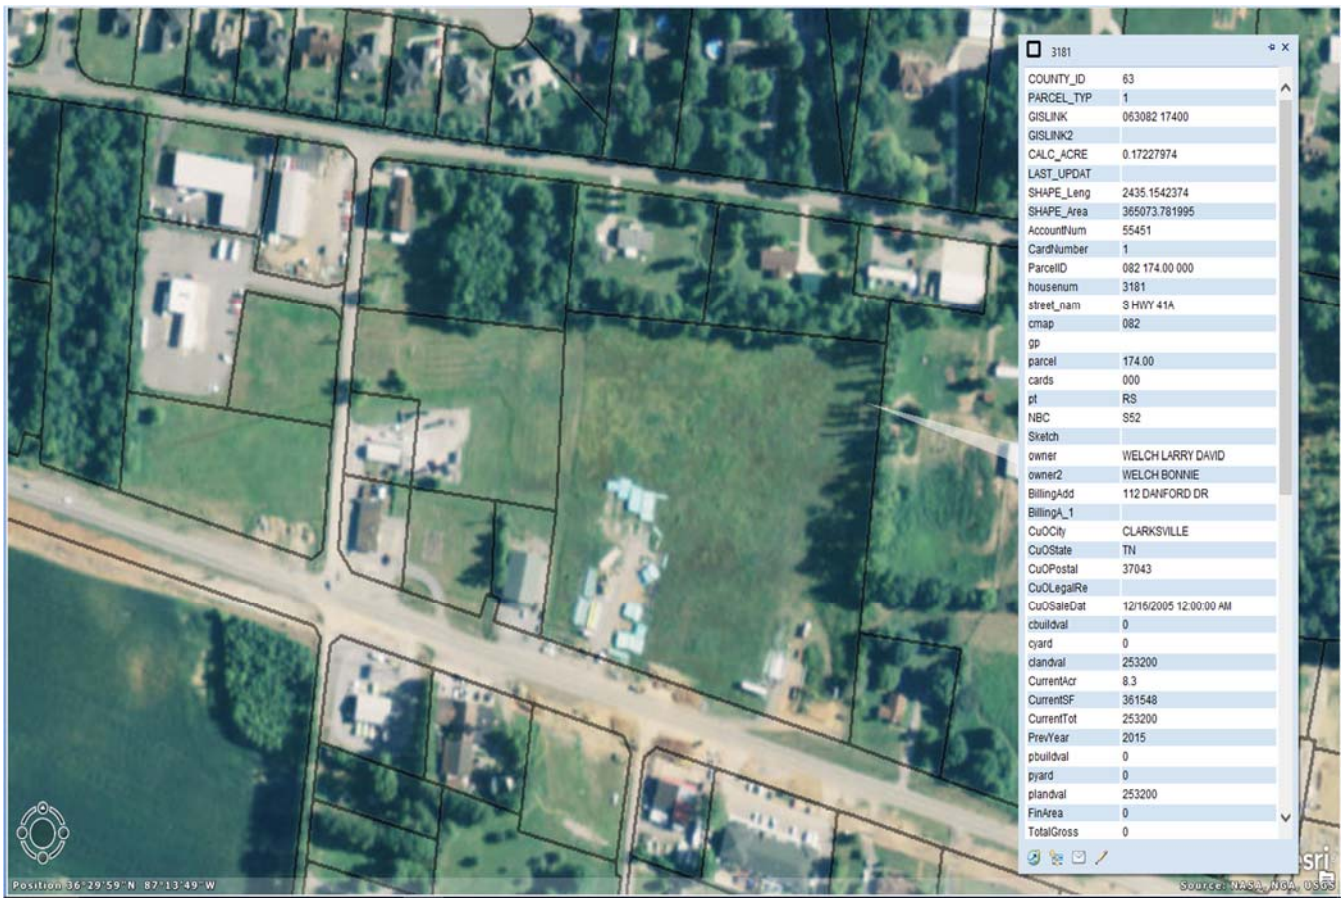 3181
COUNTY_ID 63
PARCEL_TYP 1
GISLINK 063082 17400
GISLINK2
CALC_ACRE 0.17227974
LAST_UPDAT
SHAPE_Leng 2435.1542374
SHAPE_Area 365073.781995
AccountNum 55451
CardNumber 1
ParcelID 082 174.00 000
housenum 3181
street_nam S HWY 41A
cmap 082
gp
parcel 174.00
cards 000
pt RS
NBC S52
Sketch
owner WELCH LARRY DAVID
owner2 WELCH BONNIE
BillingAdd 112 DANFORD DR
BillingA_1
CuOCity CLARKSVILLE
CuOState TN
CuOPostal 37043
CuOLegalRe
CuOSaleDat 12/16/2005 12:00:00 AM
cbuildval 0
cyard 0
clandval 253200
CurrentAcr 8.3
CurrentSF 361548
CurrentTot 253200
PrevYear 2015
pbuildval 0
pyard 0
plandval 253200
FinArea 0
TotalGross 0
esri
Position 36°29'59"N 87°13'49"W
Source: NASA, NGA, USGS